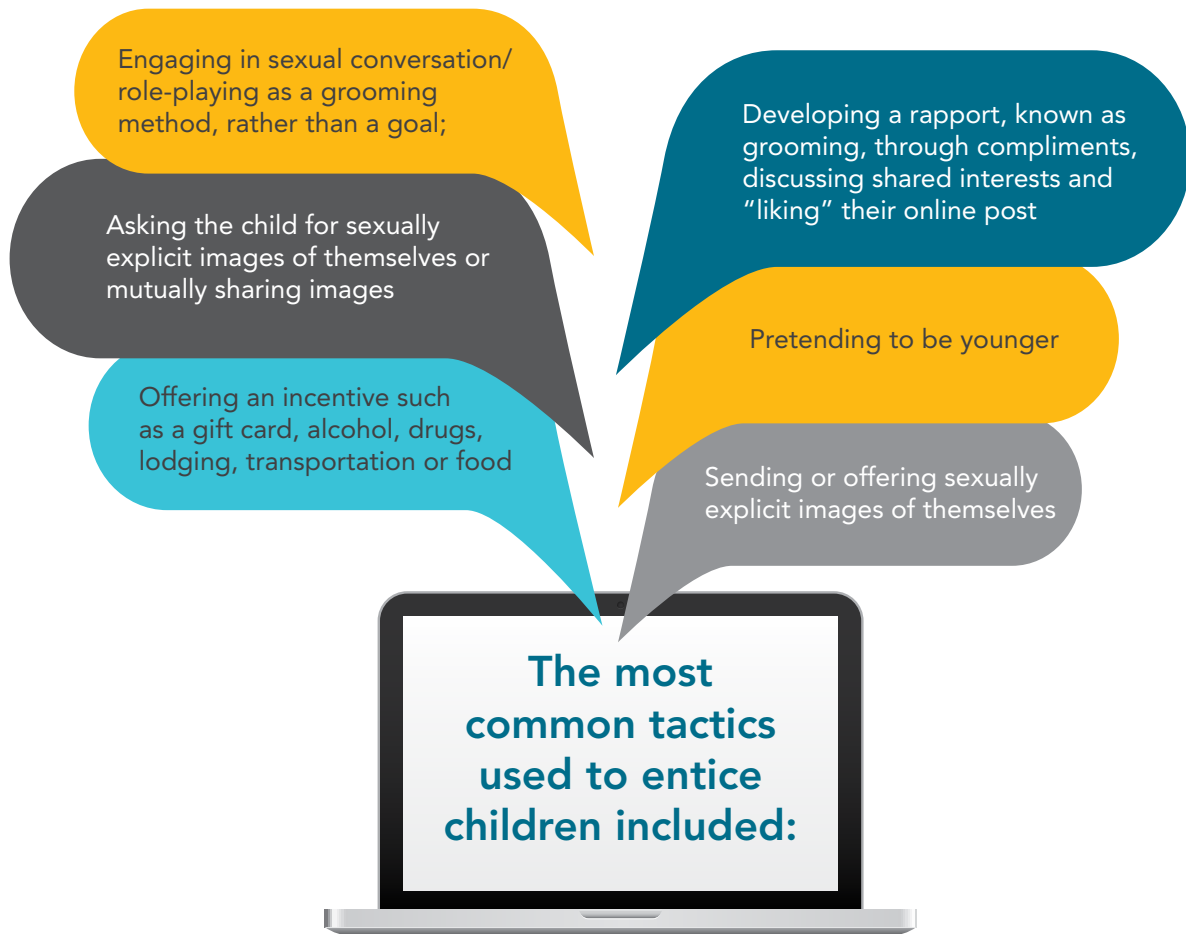 Engaging in sexual conversation/
role-playing as a grooming
method, rather than a goal;
Asking the child for sexually
explicit images of themselves or
mutually sharing images
Offering an incentive such
as a gift card, alcohol, drugs,
lodging, transportation or food
Developing a rapport, known as
grooming, through compliments,
discussing shared interests and
“liking” their online post
Pretending to be younger
Sending or offering sexually
explicit images of themselves
The most
common tactics
used to entice
children included: